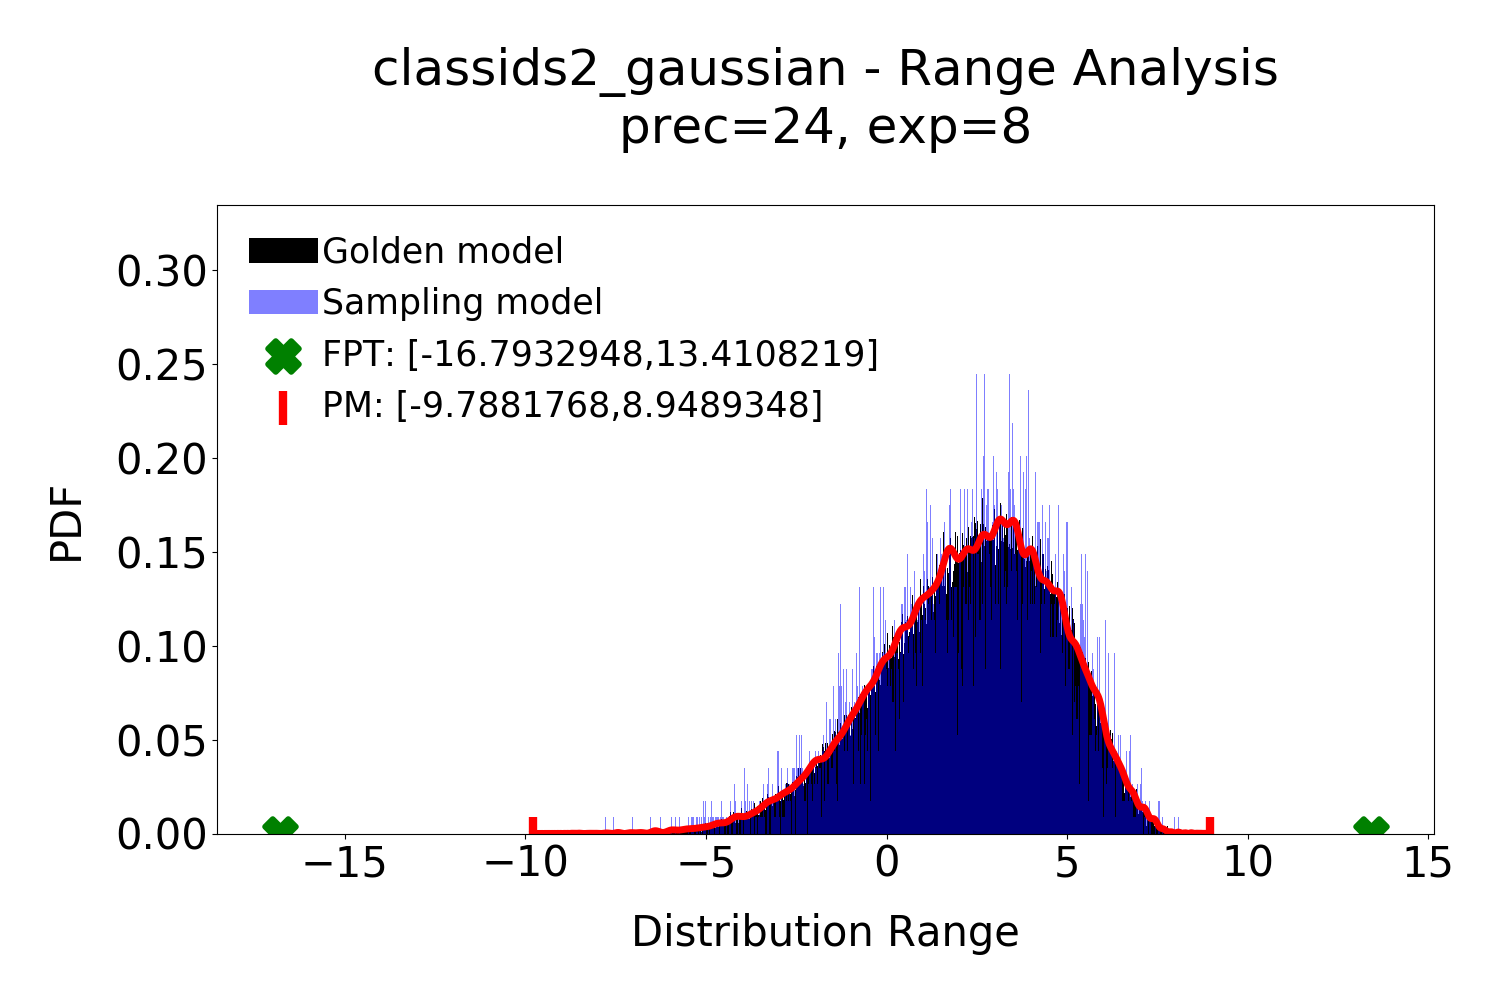 classids2_gaussian - Range Analysis
prec=24, exp=8
Golden model
Sampling model
FPT: [-16.7932948,13.4108219]
PM: [-9.7881768,8.9489348]
0.30
0.25
0.20
0.15
0.10
0.05
0.00
PDF
−15 −10 −5 0 5 10 15
Distribution Range